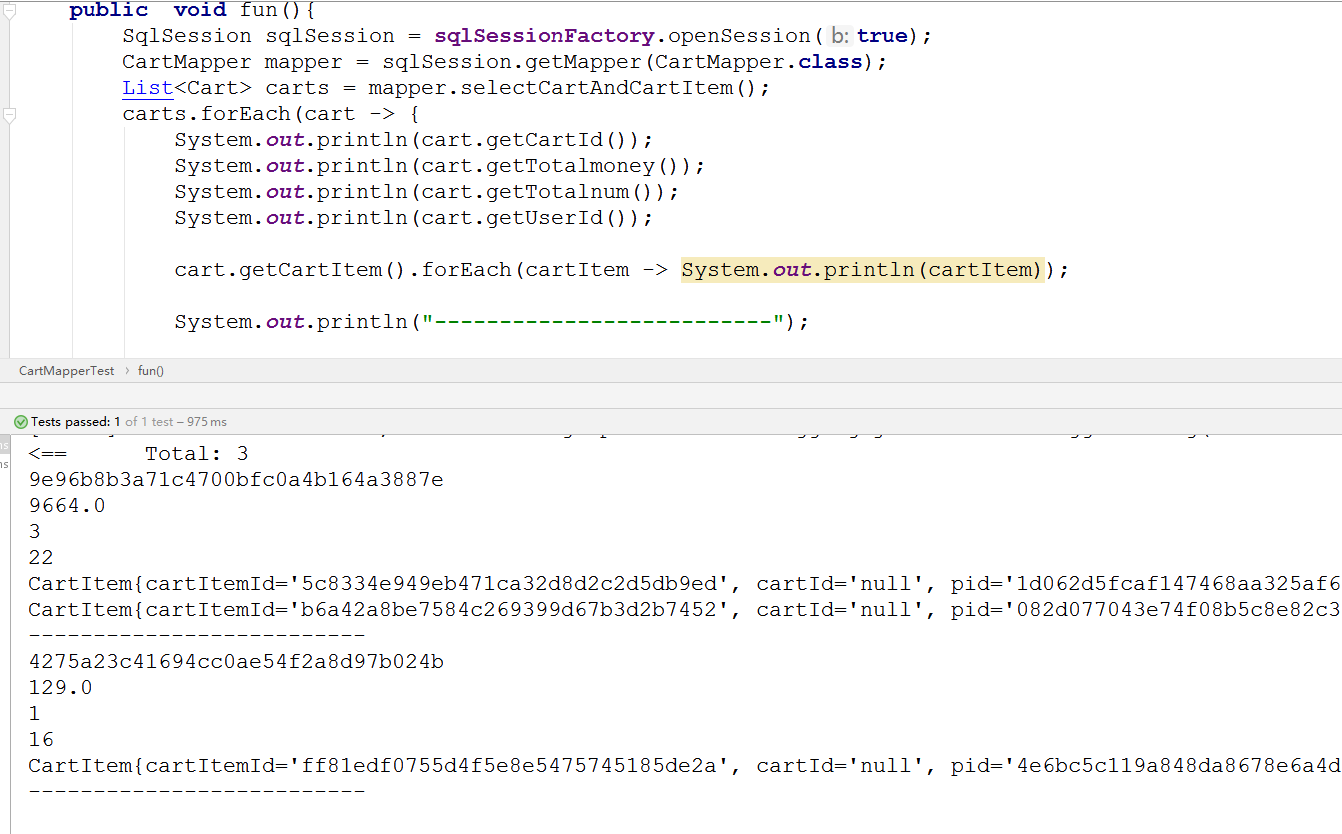 public  void fun(){
SqlSession sqlSession = sqlSessionFactory.openSession( b: true);
CartMapper mapper = sqlSession.getMapper(CartMapper.class);
List<Cart> carts = mapper.selectCartAndCartItem();
carts.forEach(cart -> {
System.out.println(cart.getCartId());
System.out.println(cart.getTotalmoney());
System.out.println(cart.getTotalnum());
System.out.println(cart.getUserId());
cart.getCartItem().forEach(cartItem -> System.out.println(cartItem));
System.out.println("--------------------------");
CartMapperTest › fun()
Tests passed: 1 of 1 test – 975 ms
<==      Total: 3
9e96b8b3a71c4700bfc0a4b164a3887e
9664.0
3
22
CartItem{cartItemId='5c8334e949eb471ca32d8d2c2d5db9ed', cartId='null', pid='1d062d5fcaf147468aa325af6
CartItem{cartItemId='b6a42a8be7584c269399d67b3d2b7452', cartId='null', pid='082d077043e74f08b5c8e82c3
--------------------------
4275a23c41694cc0ae54f2a8d97b024b
129.0
1
16
CartItem{cartItemId='ff81edf0755d4f5e8e5475745185de2a', cartId='null', pid='4e6bc5c119a848da8678e6a4d
--------------------------